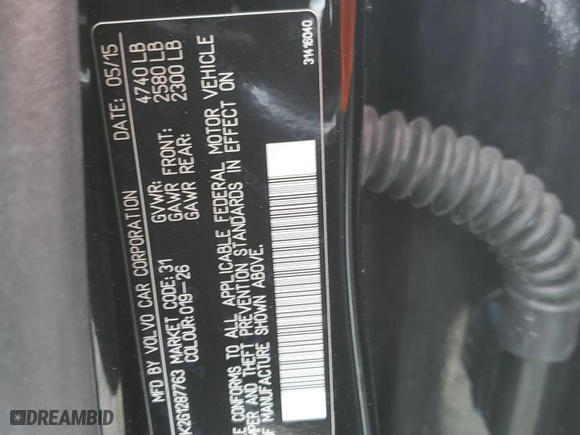 MFD BY VOLVO CAR CORPORATION DATE: 05/15
GVWR: 4740 LB
GAWR FRONT: 2580 LB
GAWR REAR: 2300 LB
K2G1287763 MARKET CODE: 31
COLOUR: 019-26
CONFORMS TO ALL APPLICABLE FEDERAL MOTOR VEHICLE
AND THEFT PREVENTION STANDARDS IN EFFECT ON
OF MANUFACTURE SHOWN ABOVE.
31416040
DREAMBID